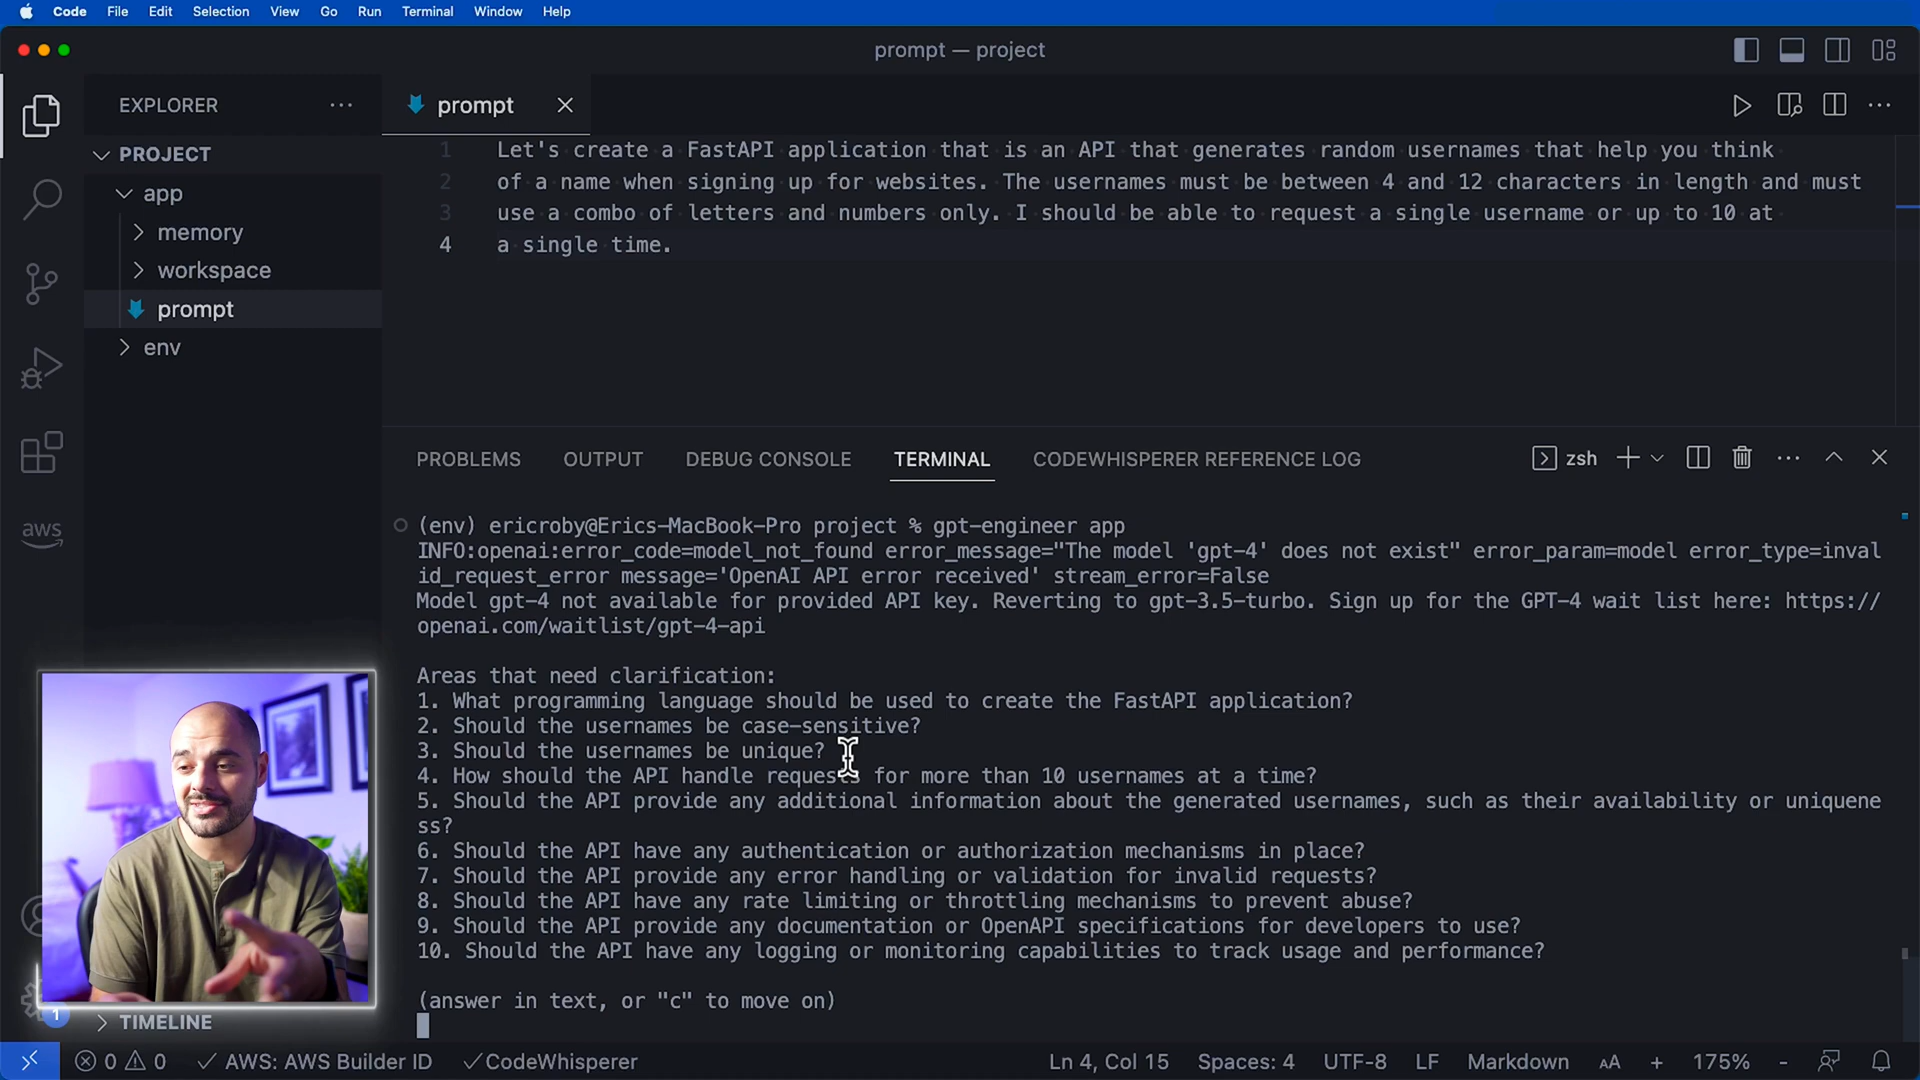 Code File Edit Selection View Go Run Terminal Window Help
prompt — project
EXPLORER
prompt
PROJECT
app
memory
workspace
prompt
env
1 Let's create a FastAPI application that is an API that generates random usernames that help you think
2 of a name when signing up for websites. The usernames must be between 4 and 12 characters in length and must
3 use a combo of letters and numbers only. I should be able to request a single username or up to 10 at
4 a single time.
aws
PROBLEMS OUTPUT DEBUG CONSOLE TERMINAL CODEWHISPERER REFERENCE LOG
zsh
(env) ericroby@Erics-MacBook-Pro project % gpt-engineer app
INFO:openai:error_code=model_not_found error_message="The model 'gpt-4' does not exist" error_param=model error_type=inval
id_request_error message='OpenAI API error received' stream_error=False
Model gpt-4 not available for provided API key. Reverting to gpt-3.5-turbo. Sign up for the GPT-4 wait list here: https://
openai.com/waitlist/gpt-4-api
Areas that need clarification:
1. What programming language should be used to create the FastAPI application?
2. Should the usernames be case-sensitive?
3. Should the usernames be unique?
4. How should the API handle requests for more than 10 usernames at a time?
5. Should the API provide any additional information about the generated usernames, such as their availability or uniquene
ss?
6. Should the API have any authentication or authorization mechanisms in place?
7. Should the API provide any error handling or validation for invalid requests?
8. Should the API have any rate limiting or throttling mechanisms to prevent abuse?
9. Should the API provide any documentation or OpenAPI specifications for developers to use?
10. Should the API have any logging or monitoring capabilities to track usage and performance?
(answer in text, or "c" to move on)
1
TIMELINE
0 0 AWS: AWS Builder ID CodeWhisperer Ln 4, Col 15 Spaces: 4 UTF-8 LF Markdown AA + 175% -